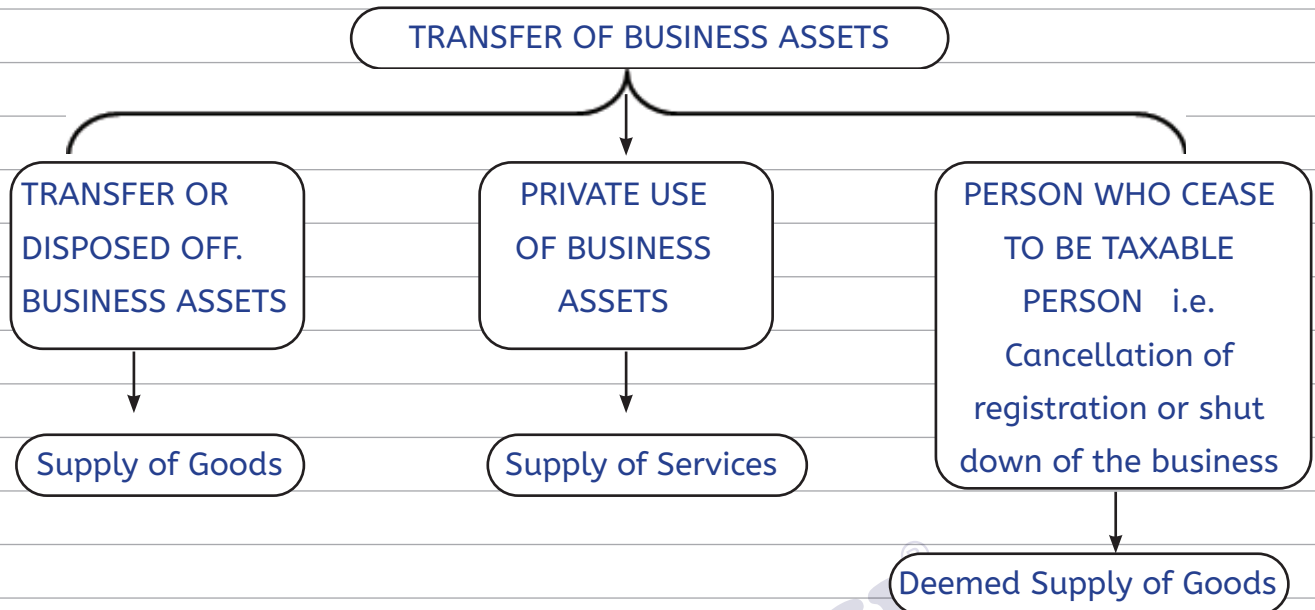 TRANSFER OF BUSINESS ASSETS
TRANSFER OR
DISPOSED OFF.
BUSINESS ASSETS
Supply of Goods
PRIVATE USE
OF BUSINESS
ASSETS
Supply of Services
PERSON WHO CEASE
TO BE TAXABLE
PERSON i.e.
Cancellation of
registration or shut
down of the business
Deemed Supply of Goods